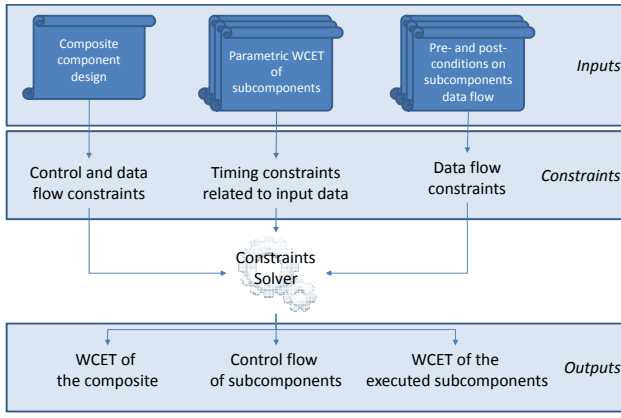 Composite
component
design
Parametric WCET
of
subcomponents
Pre- and post-
conditions on
subcomponents
data flow
Inputs
Control and data
flow constraints
Timing constraints
related to input data
Data flow
constraints
Constraints
Constraints
Solver
WCET of
the composite
Control flow
of subcomponents
WCET of the
executed subcomponents
Outputs